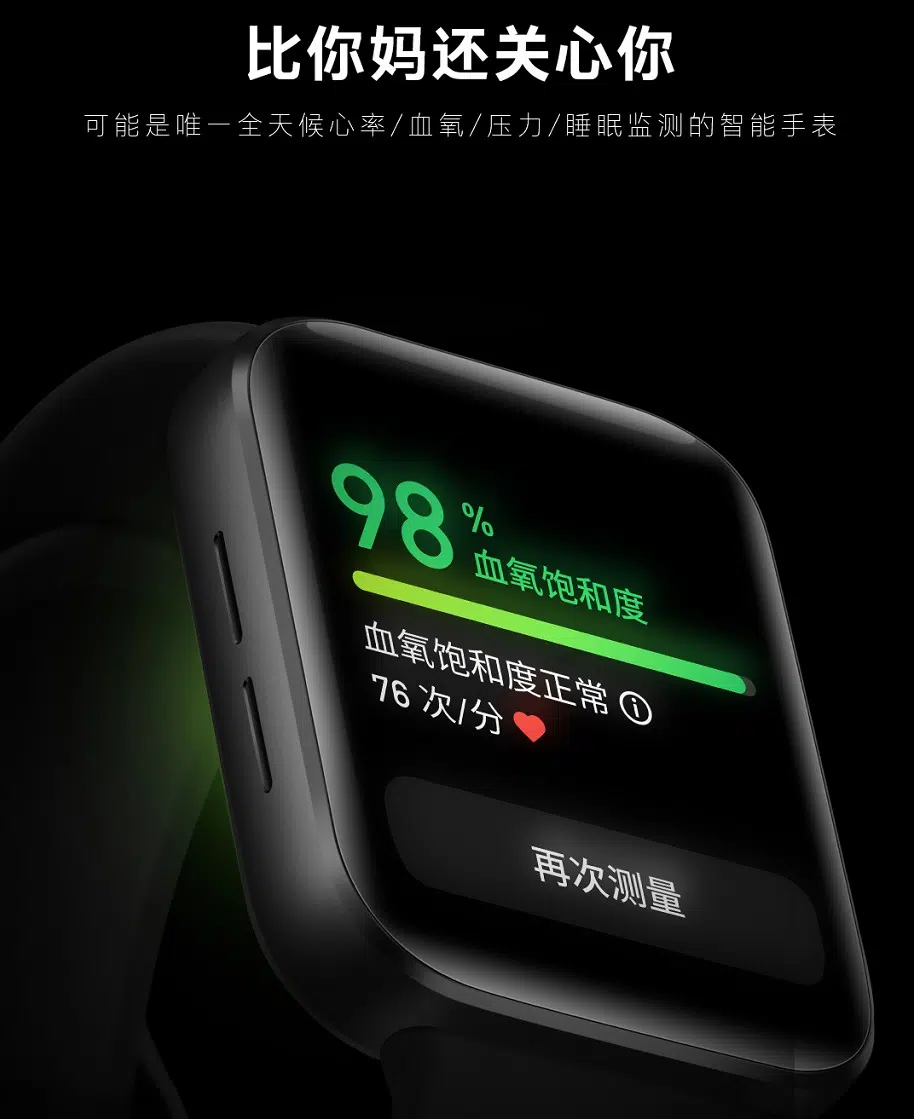 比你妈还关心你
可能是唯一全天候心率/血氧/压力/睡眠监测的智能手表
98%
血氧饱和度
血氧饱和度正常
76 次/分
再次测量